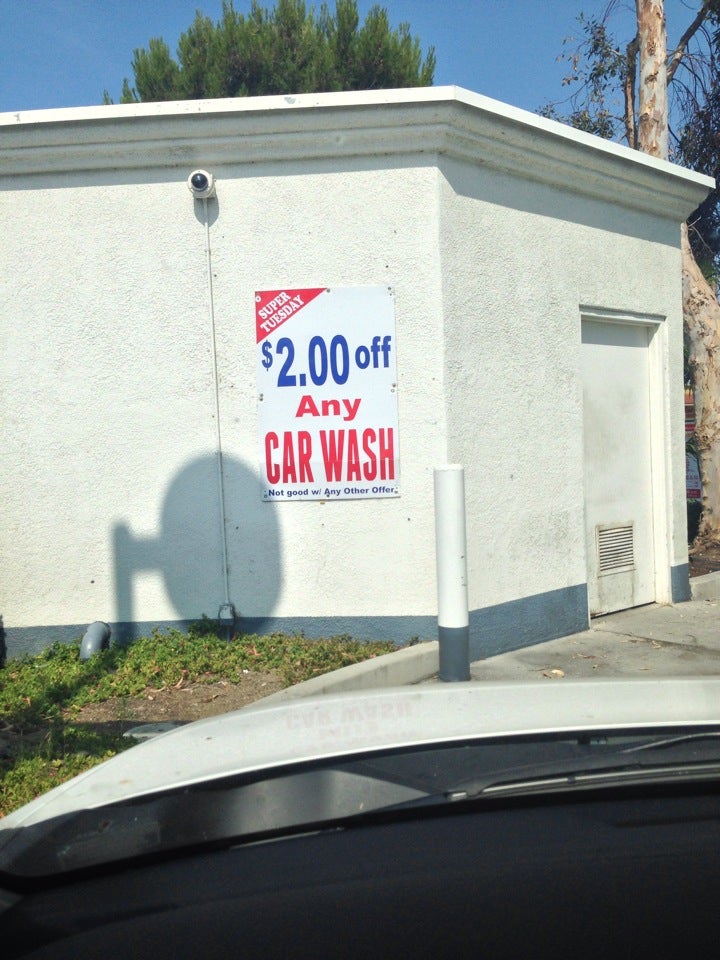 SUPER
TUESDAY
$2.00 off
Any
CAR WASH
Not good w/ Any Other Offer